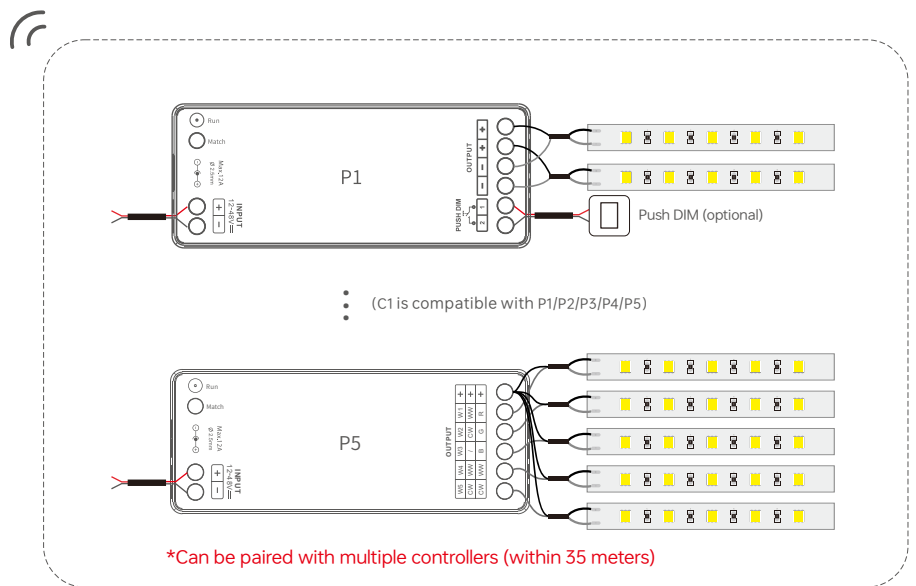 Run
Match
Max,12A
Ø 2.5mm
INPUT
12~48V
+
−
P1
OUTPUT
+
+
−
−
PUSH DIM
1
2
Push DIM (optional)
(C1 is compatible with P1/P2/P3/P4/P5)
Run
Match
Max,12A
Ø 2.5mm
INPUT
12~48V
+
−
P5
OUTPUT
+ + +
W1 WW R
W2 CW G
W3 / B
W4 WW WW
W5 CW CW
*Can be paired with multiple controllers (within 35 meters)